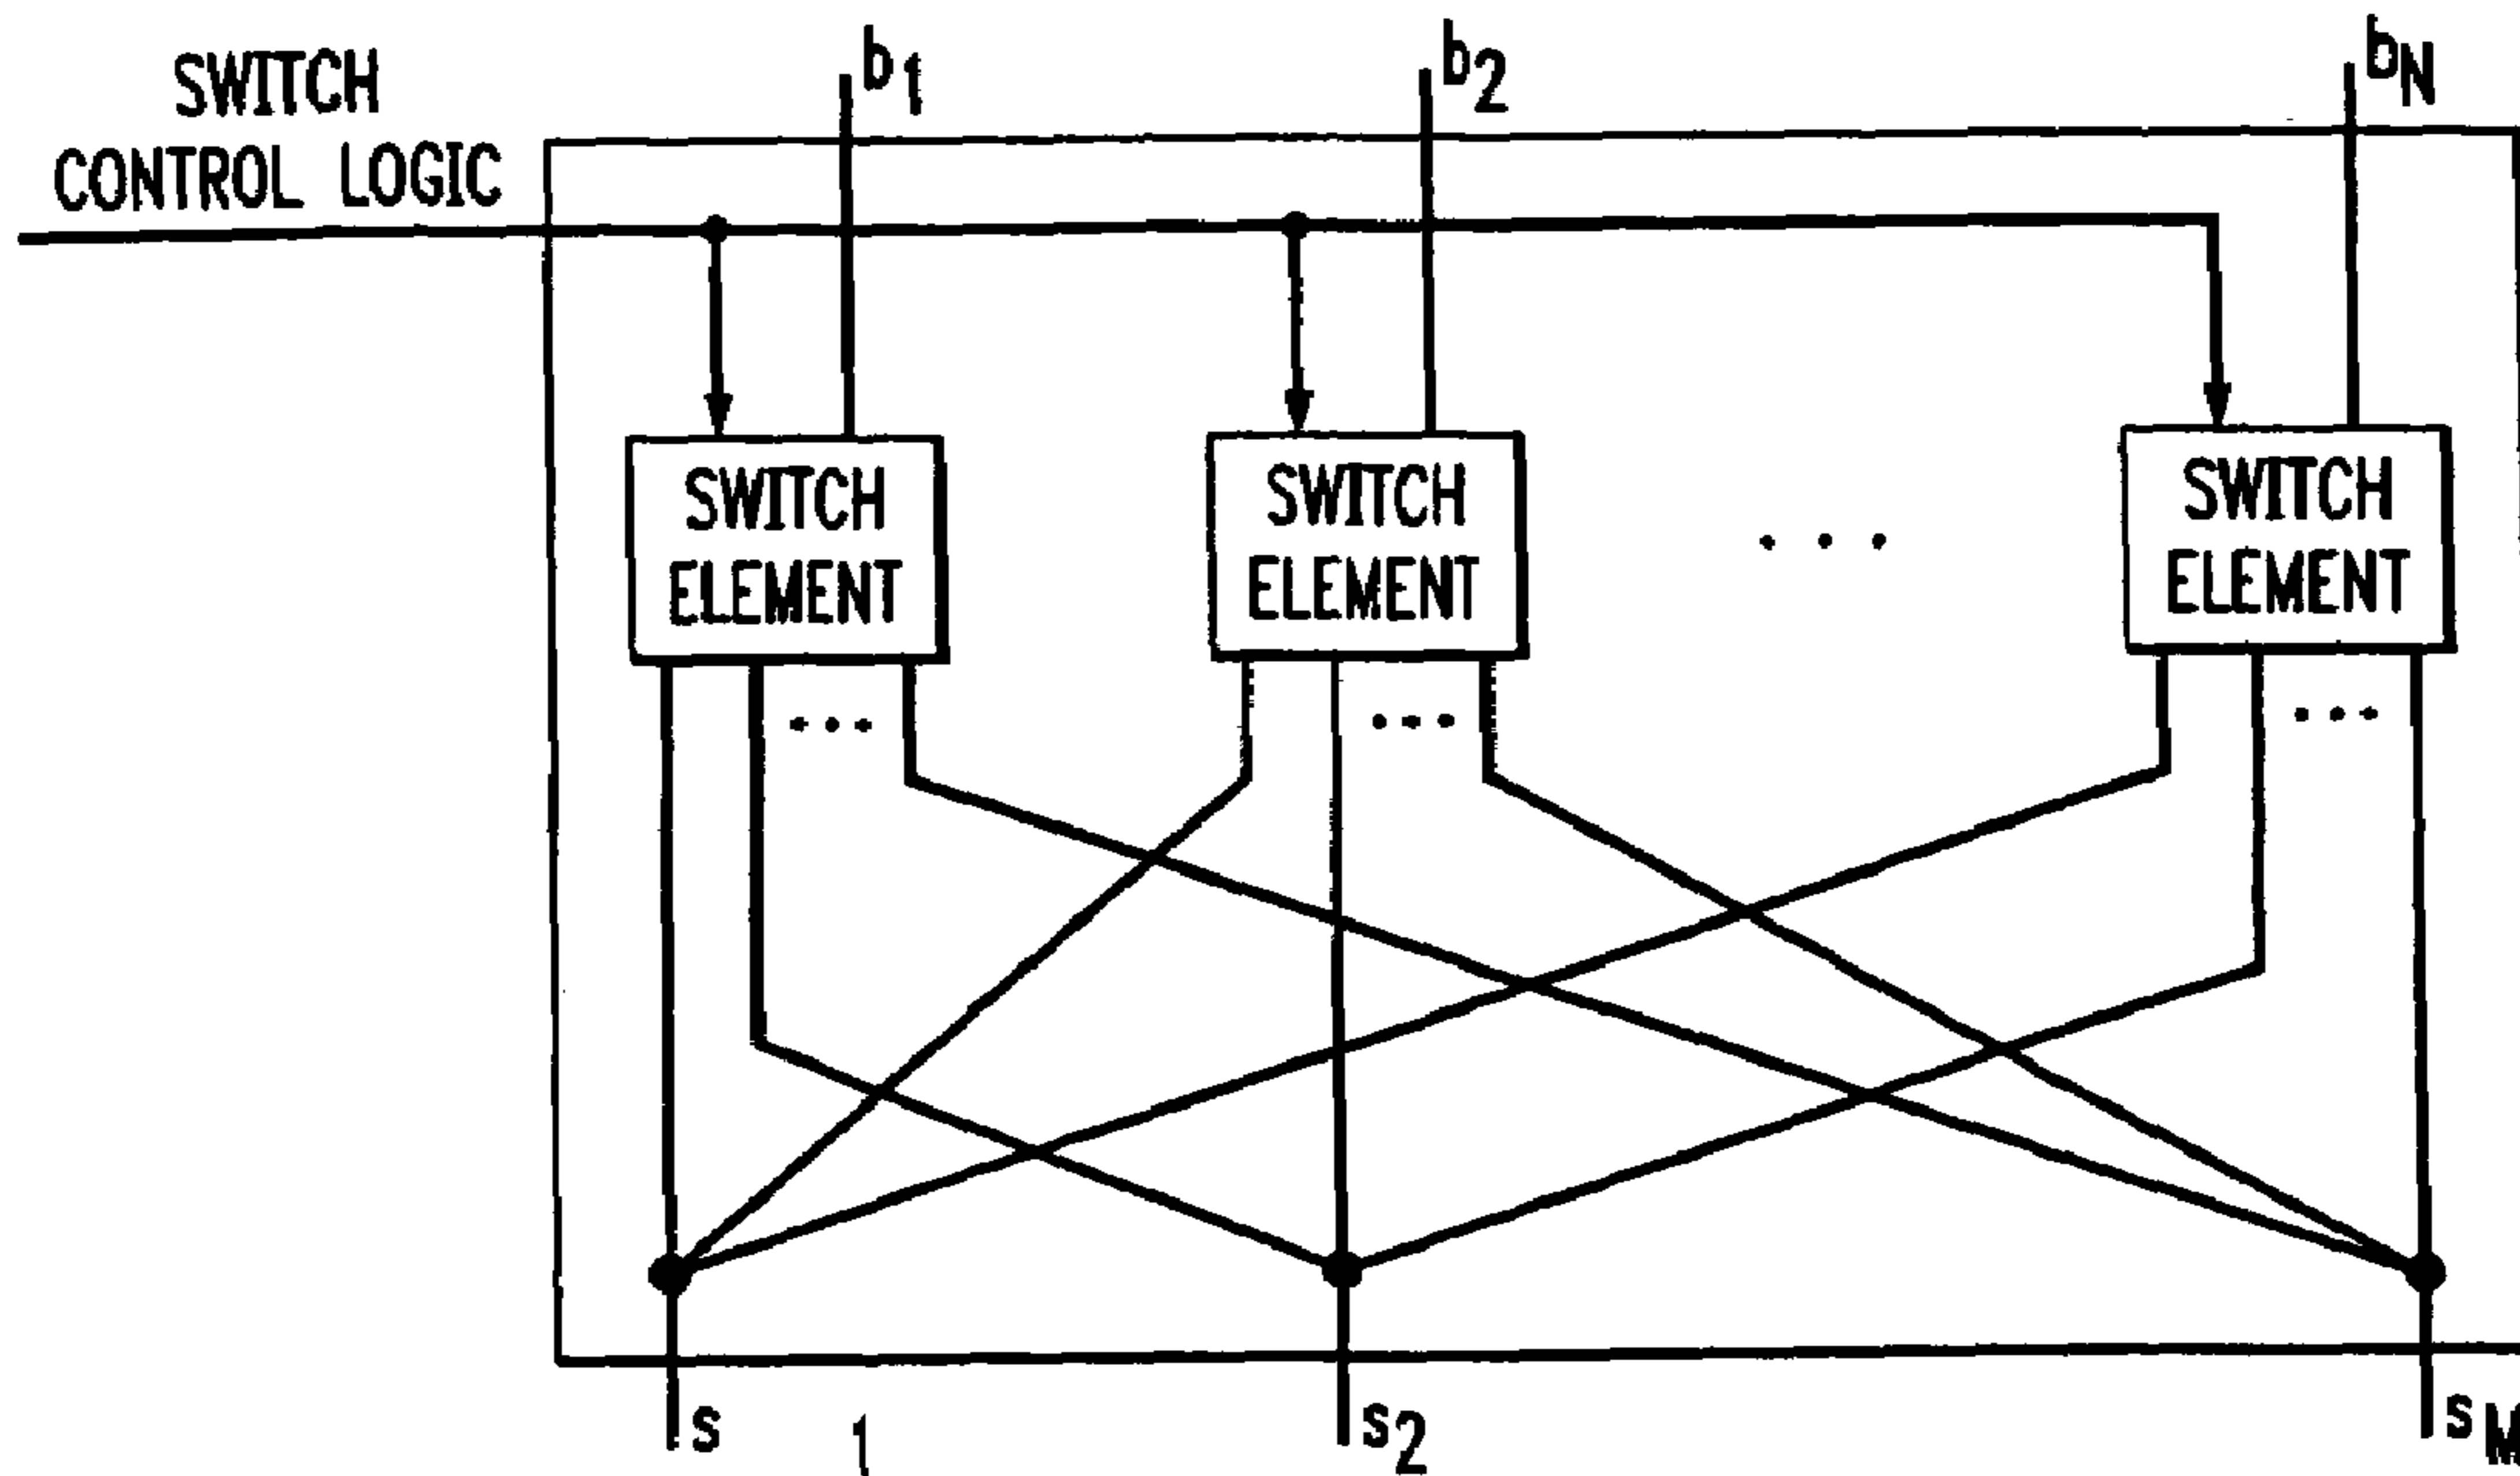 SWITCH
CONTROL LOGIC
b1
b2
bN
SWITCH
ELEMENT
SWITCH
ELEMENT
. . .
SWITCH
ELEMENT
...
...
...
s 1
s2
sM